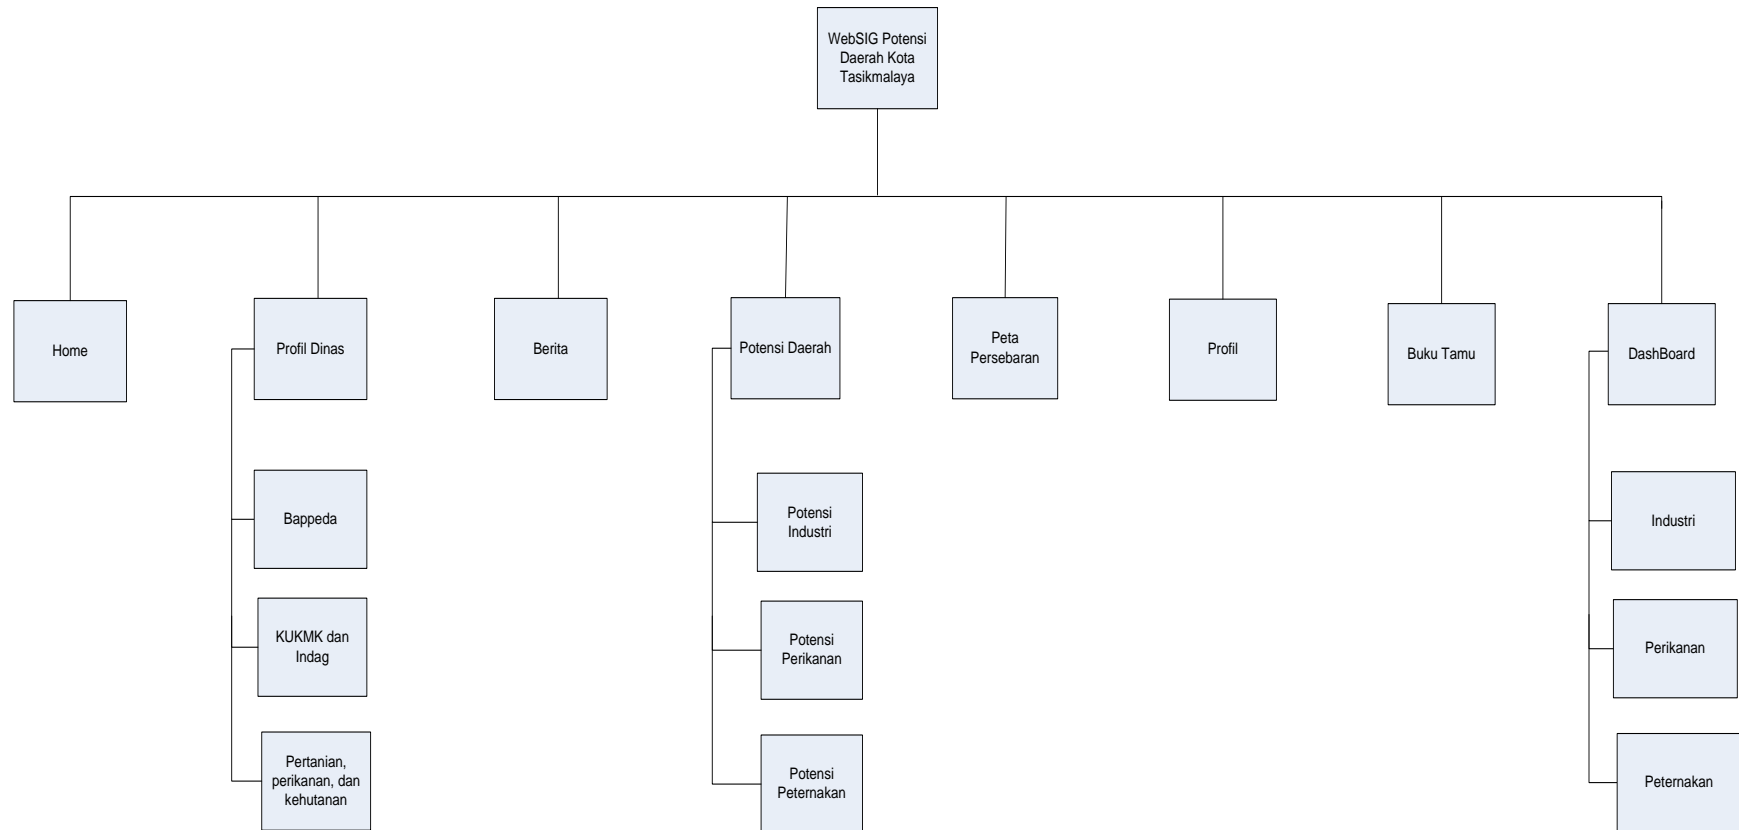 WebSIG Potensi
Daerah Kota
Tasikmalaya
Home
Profil Dinas
Berita
Potensi Daerah
Peta
Persebaran
Profil
Buku Tamu
DashBoard
Bappeda
Potensi
Industri
Industri
KUKMK dan
Indag
Potensi
Perikanan
Perikanan
Pertanian,
perikanan, dan
kehutanan
Potensi
Peternakan
Peternakan